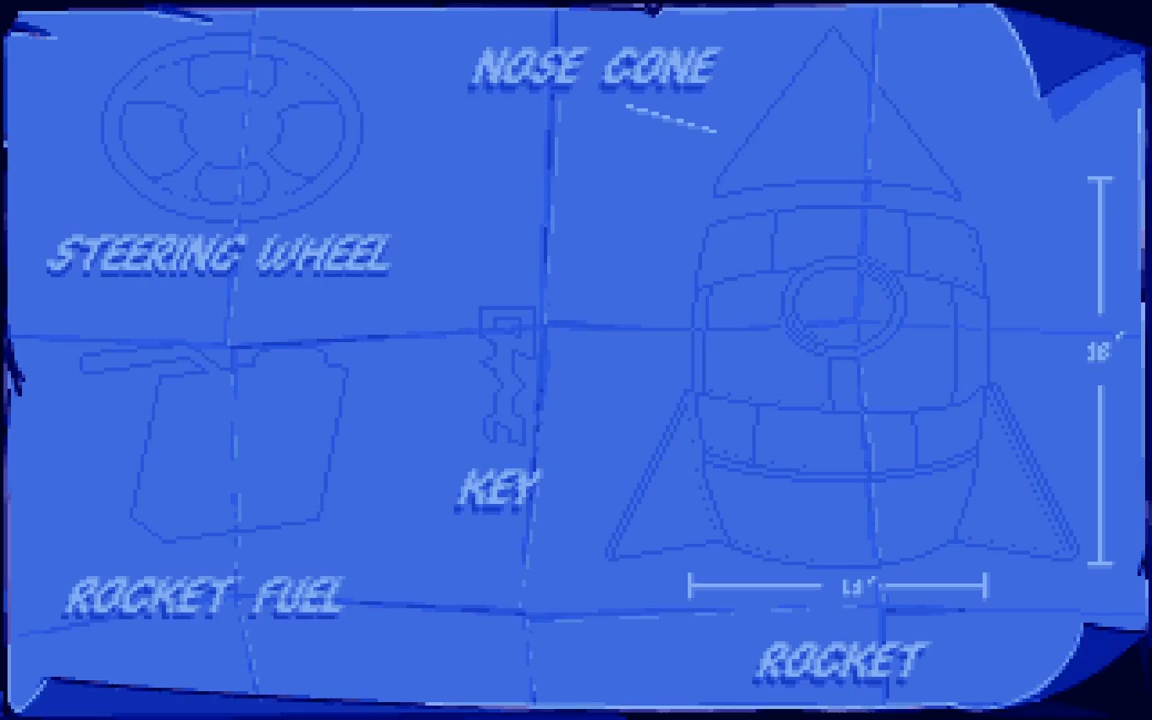 NOSE CONE
STEERING WHEEL
KEY
ROCKET FUEL
ROCKET